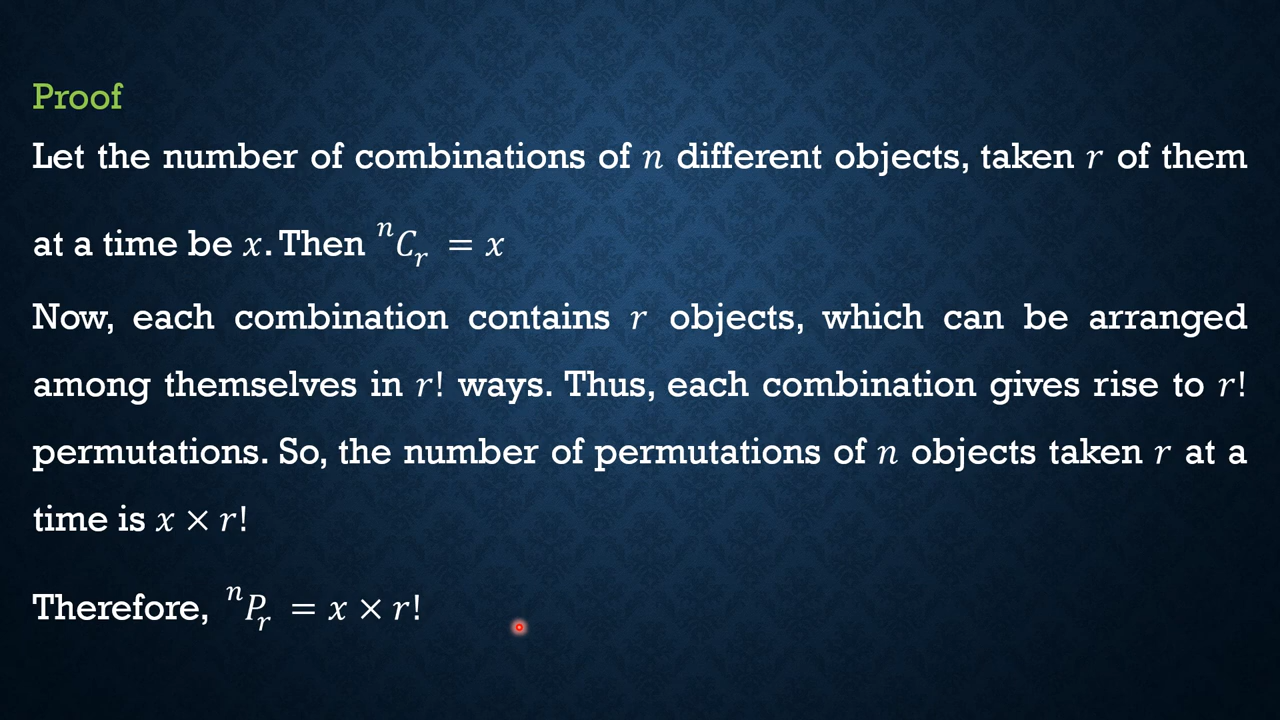 Proof
Let the number of combinations of n different objects, taken r of them
at a time be x. Then ⁿCᵣ = x
Now, each combination contains r objects, which can be arranged
among themselves in r! ways. Thus, each combination gives rise to r!
permutations. So, the number of permutations of n objects taken r at a
time is x × r!
Therefore, ⁿPᵣ = x × r!